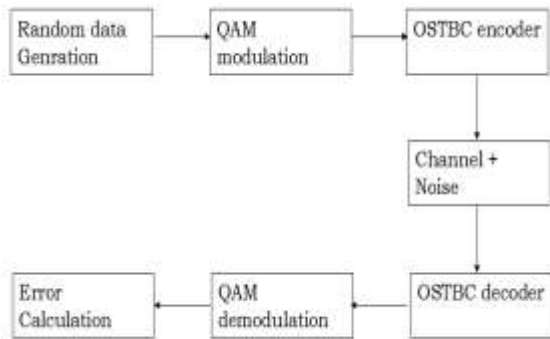 Random data
Genration
QAM
modulation
OSTBC encoder
Channel +
Noise
OSTBC decoder
QAM
demodulation
Error
Calculation